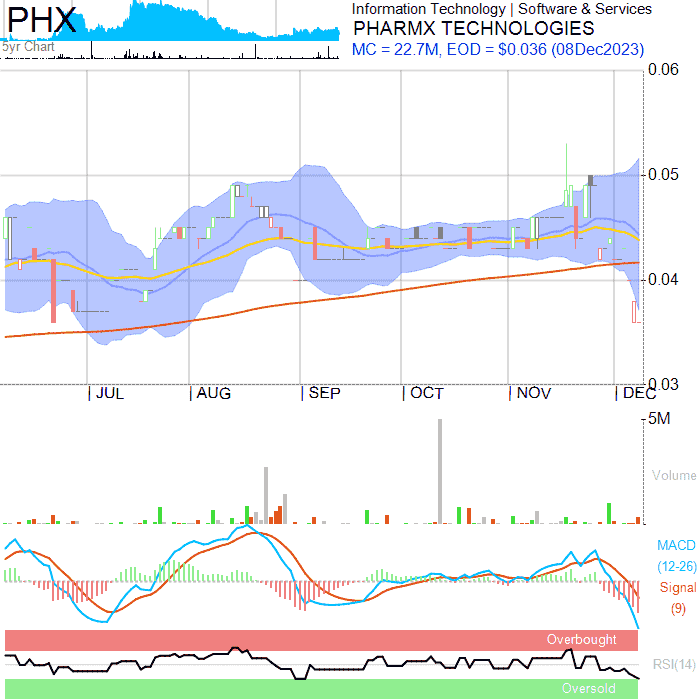 PHX
5yr Chart
Information Technology | Software & Services
PHARMX TECHNOLOGIES
MC = 22.7M, EOD = $0.036 (08Dec2023)
0.06
0.05
0.04
0.03
JUL AUG SEP OCT NOV DEC
5M
Volume
MACD
(12-26)
Signal
(9)
Overbought
RSI(14)
Oversold